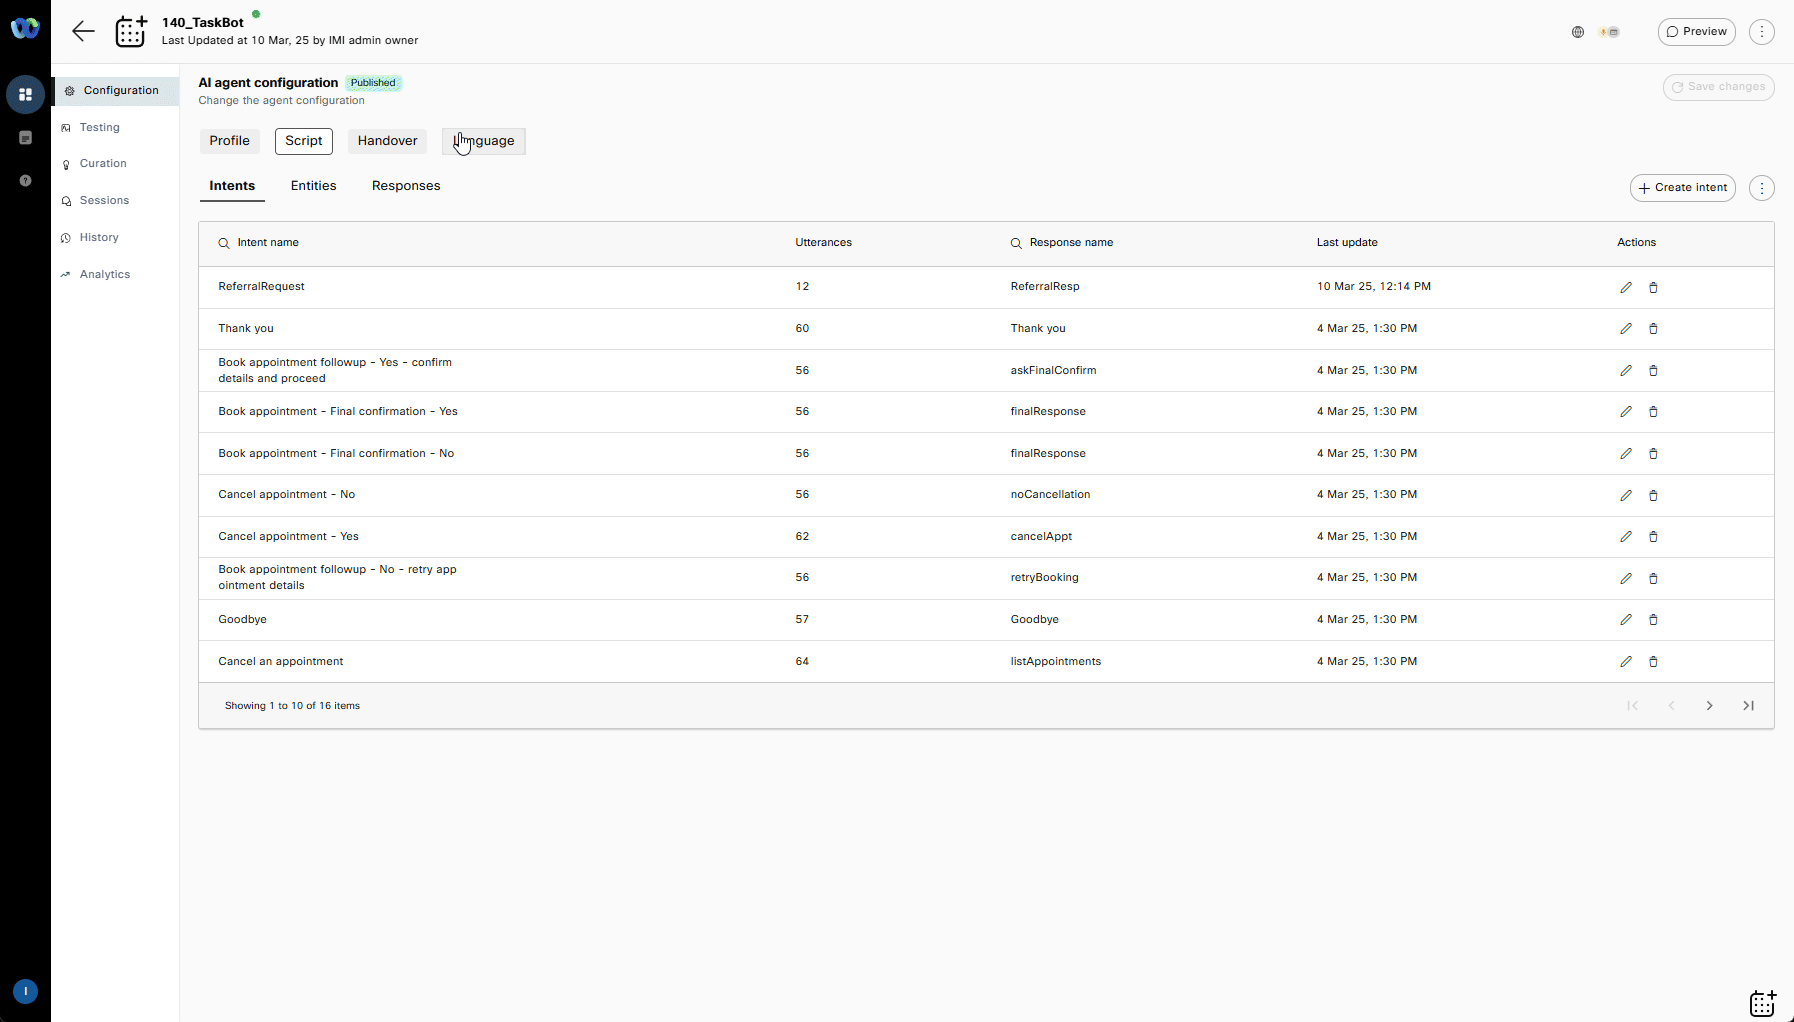 140_TaskBot
Last Updated at 10 Mar, 25 by IMI admin owner
Preview
Configuration
Testing
Curation
Sessions
History
Analytics
AI agent configuration Published
Change the agent configuration
Save changes
Profile Script Handover
Intents Entities Responses
Create intent
Intent name Utterances Response name Last update Actions
ReferralRequest 12 ReferralResp 10 Mar 25, 12:14 PM
Thank you 60 Thank you 4 Mar 25, 1:30 PM
Book appointment followup - Yes - confirm
details and proceed 56 askFinalConfirm 4 Mar 25, 1:30 PM
Book appointment - Final confirmation - Yes 56 finalResponse 4 Mar 25, 1:30 PM
Book appointment - Final confirmation - No 56 finalResponse 4 Mar 25, 1:30 PM
Cancel appointment - No 56 noCancellation 4 Mar 25, 1:30 PM
Cancel appointment - Yes 62 cancelAppt 4 Mar 25, 1:30 PM
Book appointment followup - No - retry app
ointment details 56 retryBooking 4 Mar 25, 1:30 PM
Goodbye 57 Goodbye 4 Mar 25, 1:30 PM
Cancel an appointment 64 listAppointments 4 Mar 25, 1:30 PM
Showing 1 to 10 of 16 items
I